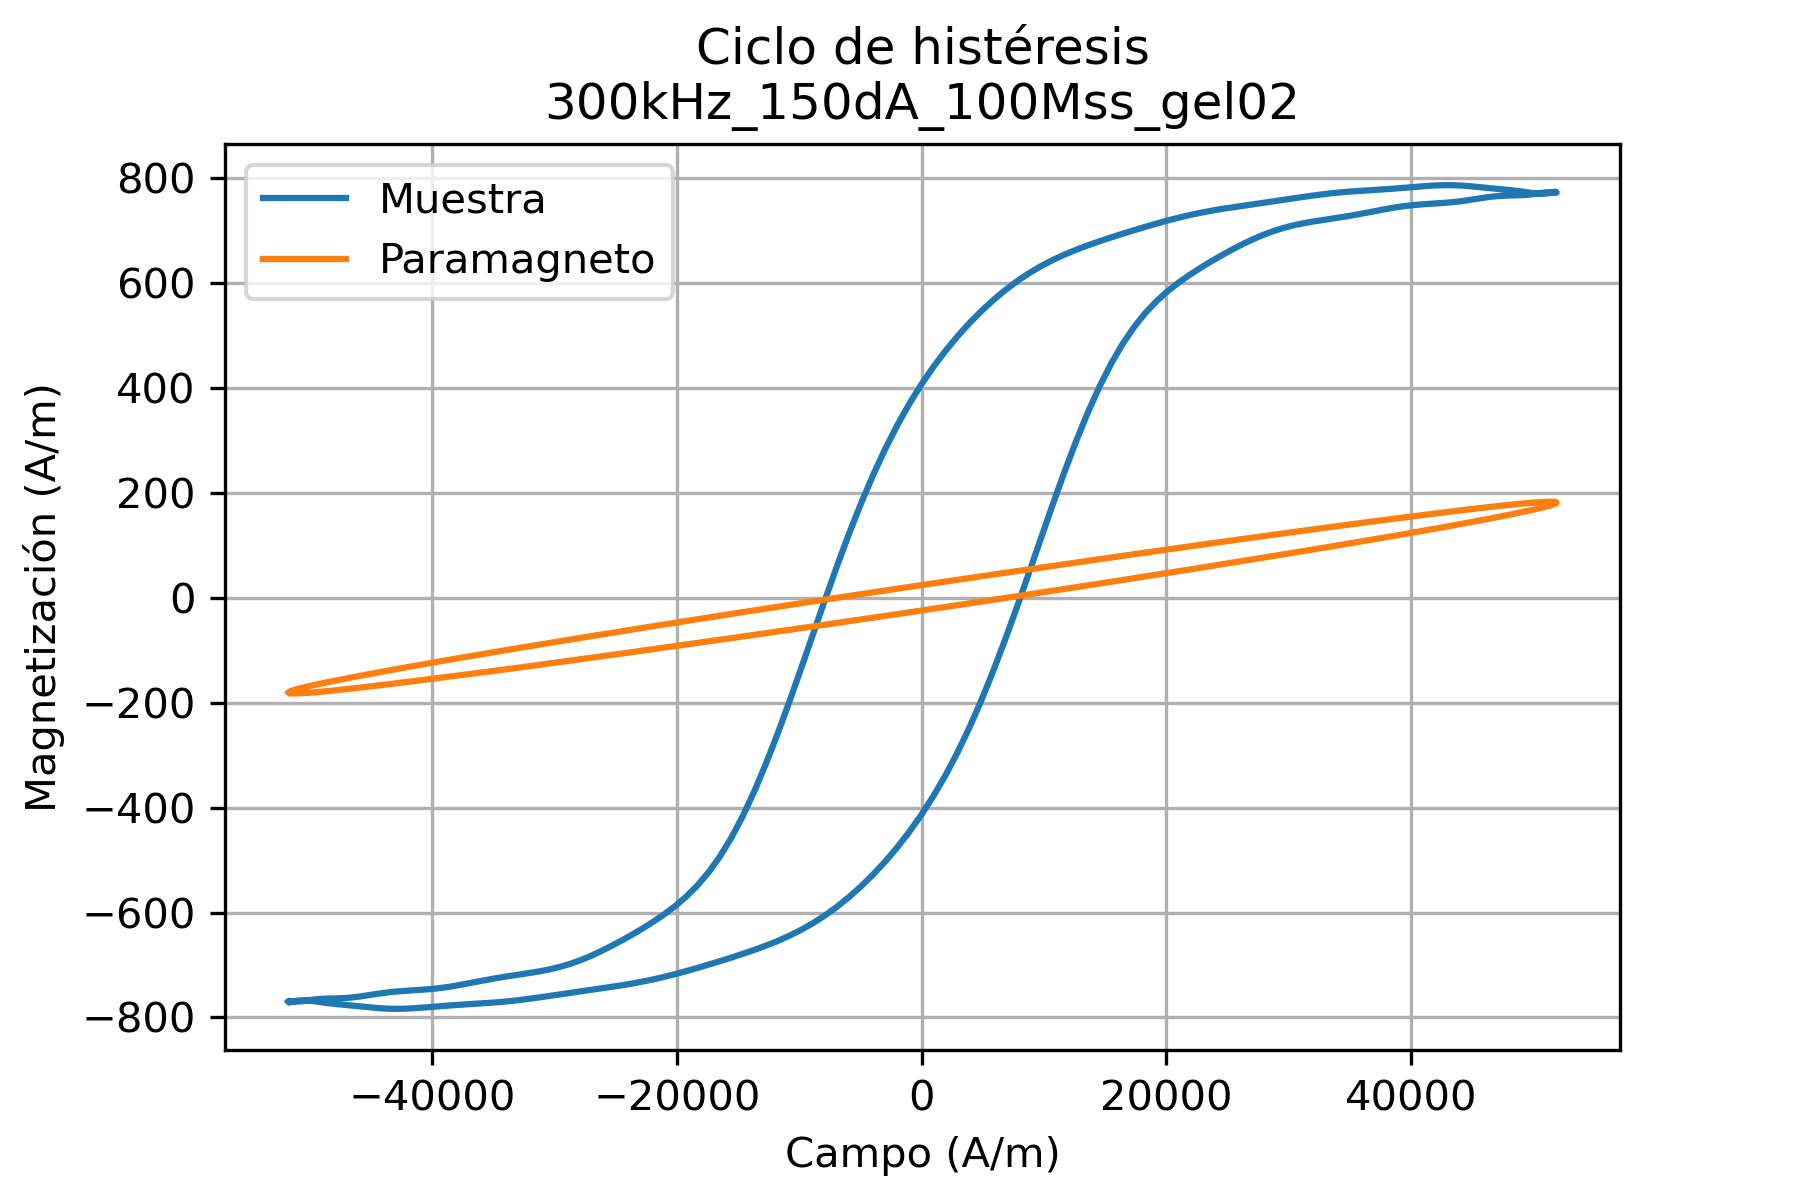 Ciclo de histéresis
300kHz_150dA_100Mss_gel02
Muestra
Paramagneto
Magnetización (A/m)
800
600
400
200
0
−200
−400
−600
−800
−40000 −20000 0 20000 40000
Campo (A/m)